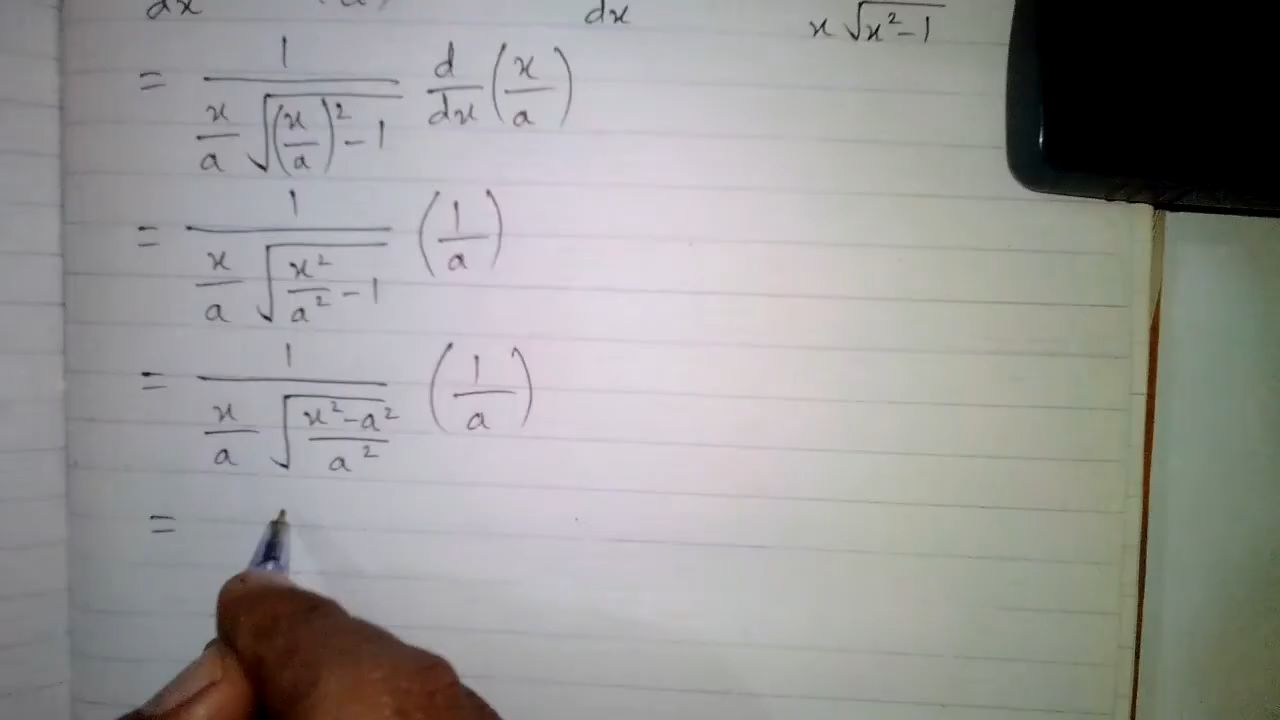 dx (a) dx x√(x²-1)
= 1/((x/a)√((x/a)²-1)) d/dx (x/a)
= 1/((x/a)√(x²/a²-1)) (1/a)
= 1/((x/a)√((x²-a²)/a²)) (1/a)
=